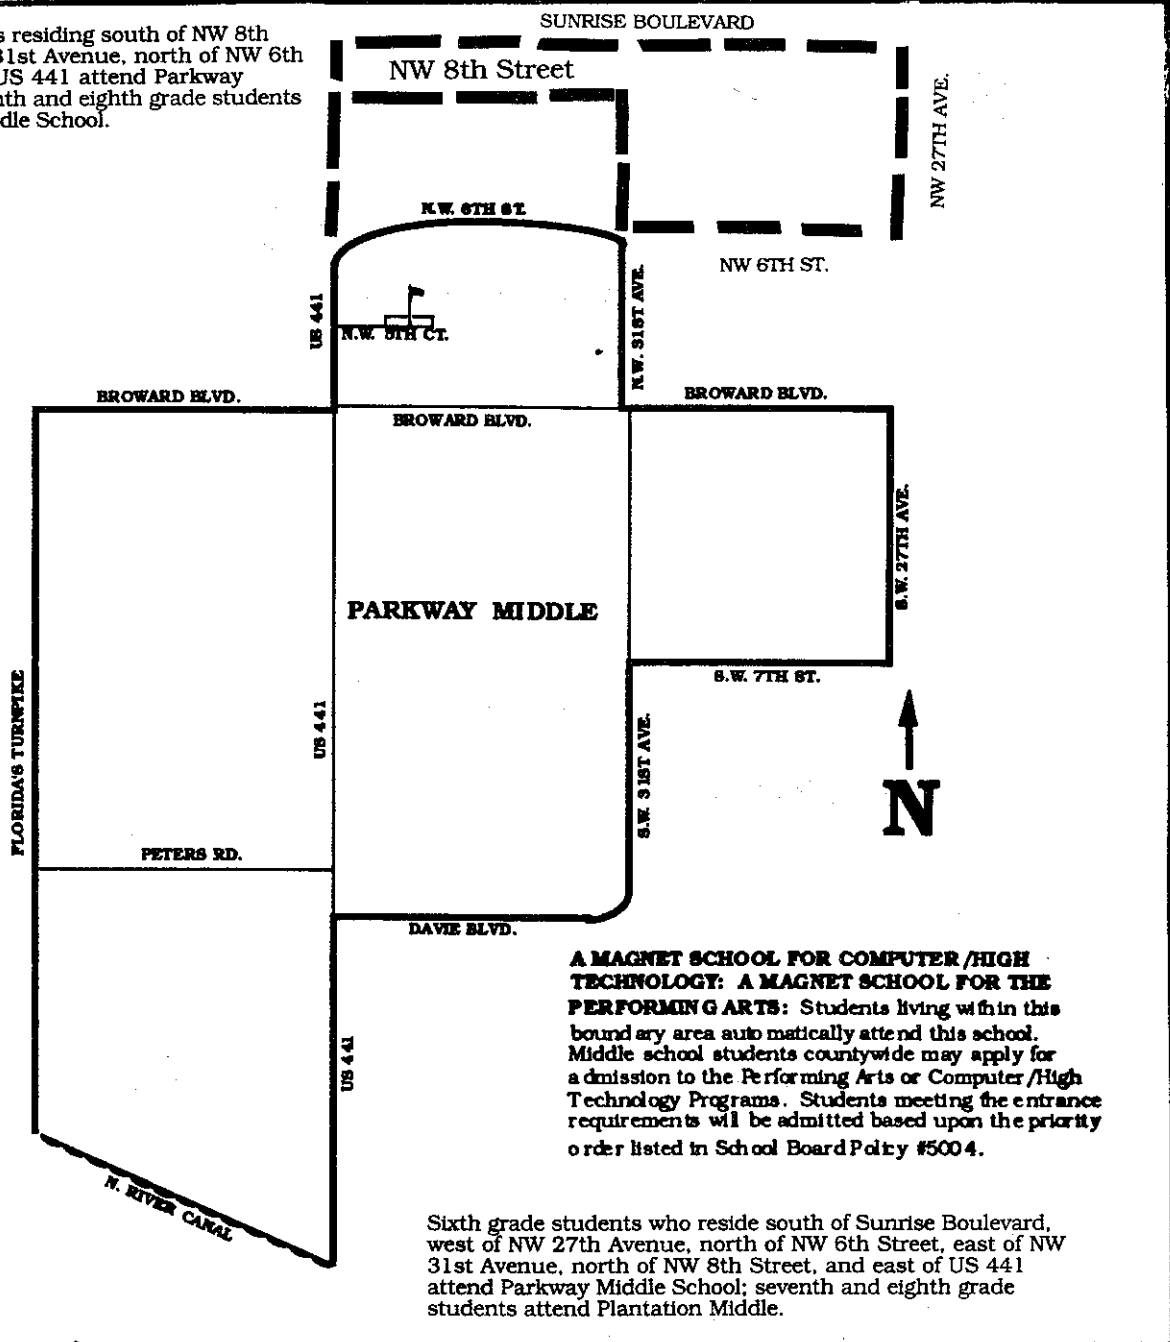 SUNRISE BOULEVARD
s residing south of NW 8th
31st Avenue, north of NW 6th
US 441 attend Parkway
nth and eighth grade students
dle School.
NW 8th Street
NW 27TH AVE.
N.W. 6TH ST.
NW 6TH ST.
US 441
N.W. 5TH CT.
N.W. 31ST AVE.
BROWARD BLVD.
BROWARD BLVD.
BROWARD BLVD.
S.W. 27TH AVE.
PARKWAY MIDDLE
S.W. 7TH ST.
FLORIDA'S TURNPIKE
US 441
S.W. 31ST AVE.
N
PETERS RD.
DAVIE BLVD.
A MAGNET SCHOOL FOR COMPUTER/HIGH
TECHNOLOGY: A MAGNET SCHOOL FOR THE
PERFORMING ARTS: Students living within this
boundary area automatically attend this school.
Middle school students countywide may apply for
admission to the Performing Arts or Computer/High
Technology Programs. Students meeting the entrance
requirements will be admitted based upon the priority
order listed in School Board Policy #5004.
US 441
N. RIVER CANAL
Sixth grade students who reside south of Sunrise Boulevard,
west of NW 27th Avenue, north of NW 6th Street, east of NW
31st Avenue, north of NW 8th Street, and east of US 441
attend Parkway Middle School; seventh and eighth grade
students attend Plantation Middle.